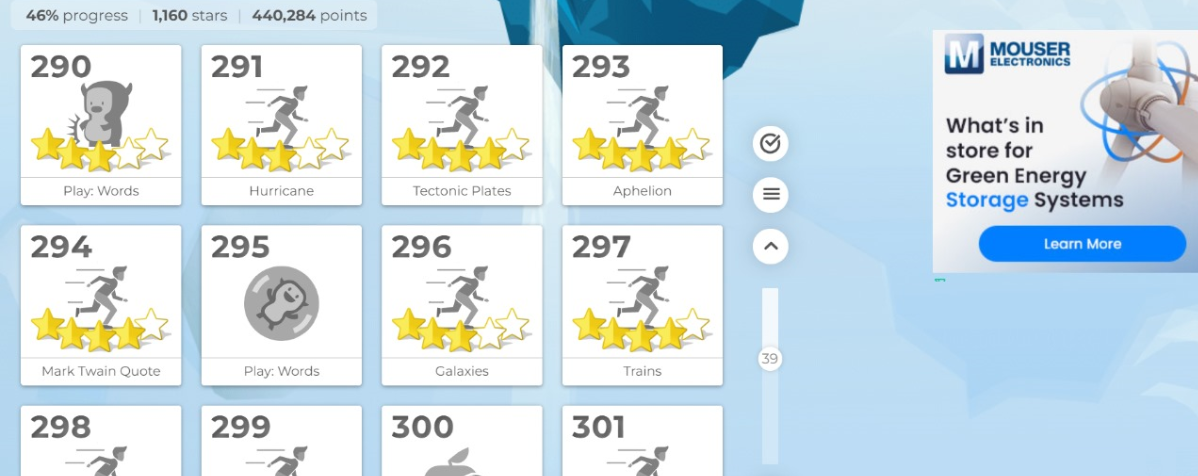 46% progress | 1,160 stars | 440,284 points
290
Play: Words
291
Hurricane
292
Tectonic Plates
293
Aphelion
294
Mark Twain Quote
295
Play: Words
296
Galaxies
297
Trains
298
299
300
301
39
M MOUSER
ELECTRONICS
What's in
store for
Green Energy
Storage Systems
Learn More